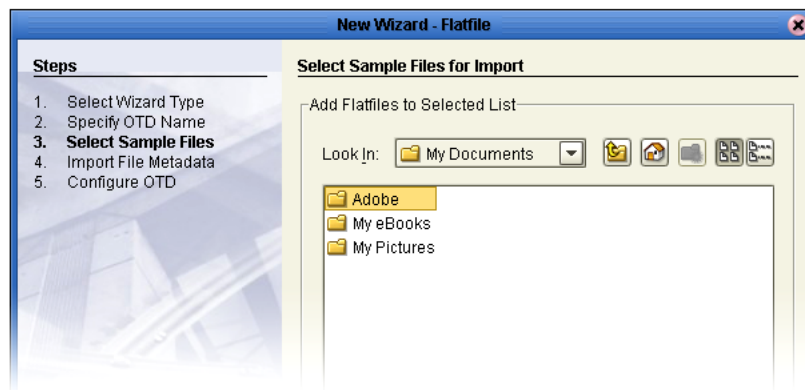 New Wizard - Flatfile
Steps
1. Select Wizard Type
2. Specify OTD Name
3. Select Sample Files
4. Import File Metadata
5. Configure OTD
Select Sample Files for Import
Add Flatfiles to Selected List
Look In: My Documents
Adobe
My eBooks
My Pictures